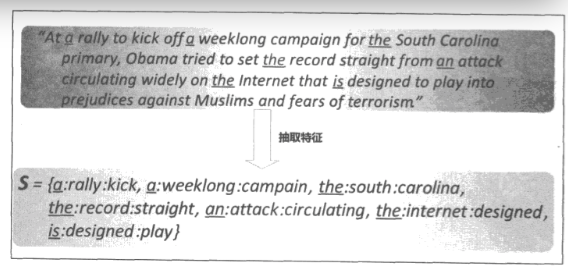 "At a rally to kick off a weeklong campaign for the South Carolina
primary, Obama tried to set the record straight from an attack
circulating widely on the Internet that is designed to play into
prejudices against Muslims and fears of terrorism"
抽取特征
S = {a:rally:kick, a:weeklong:campain, the:south:carolina,
the:record:straight, an:attack:circulating, the:internet:designed,
is:designed:play}